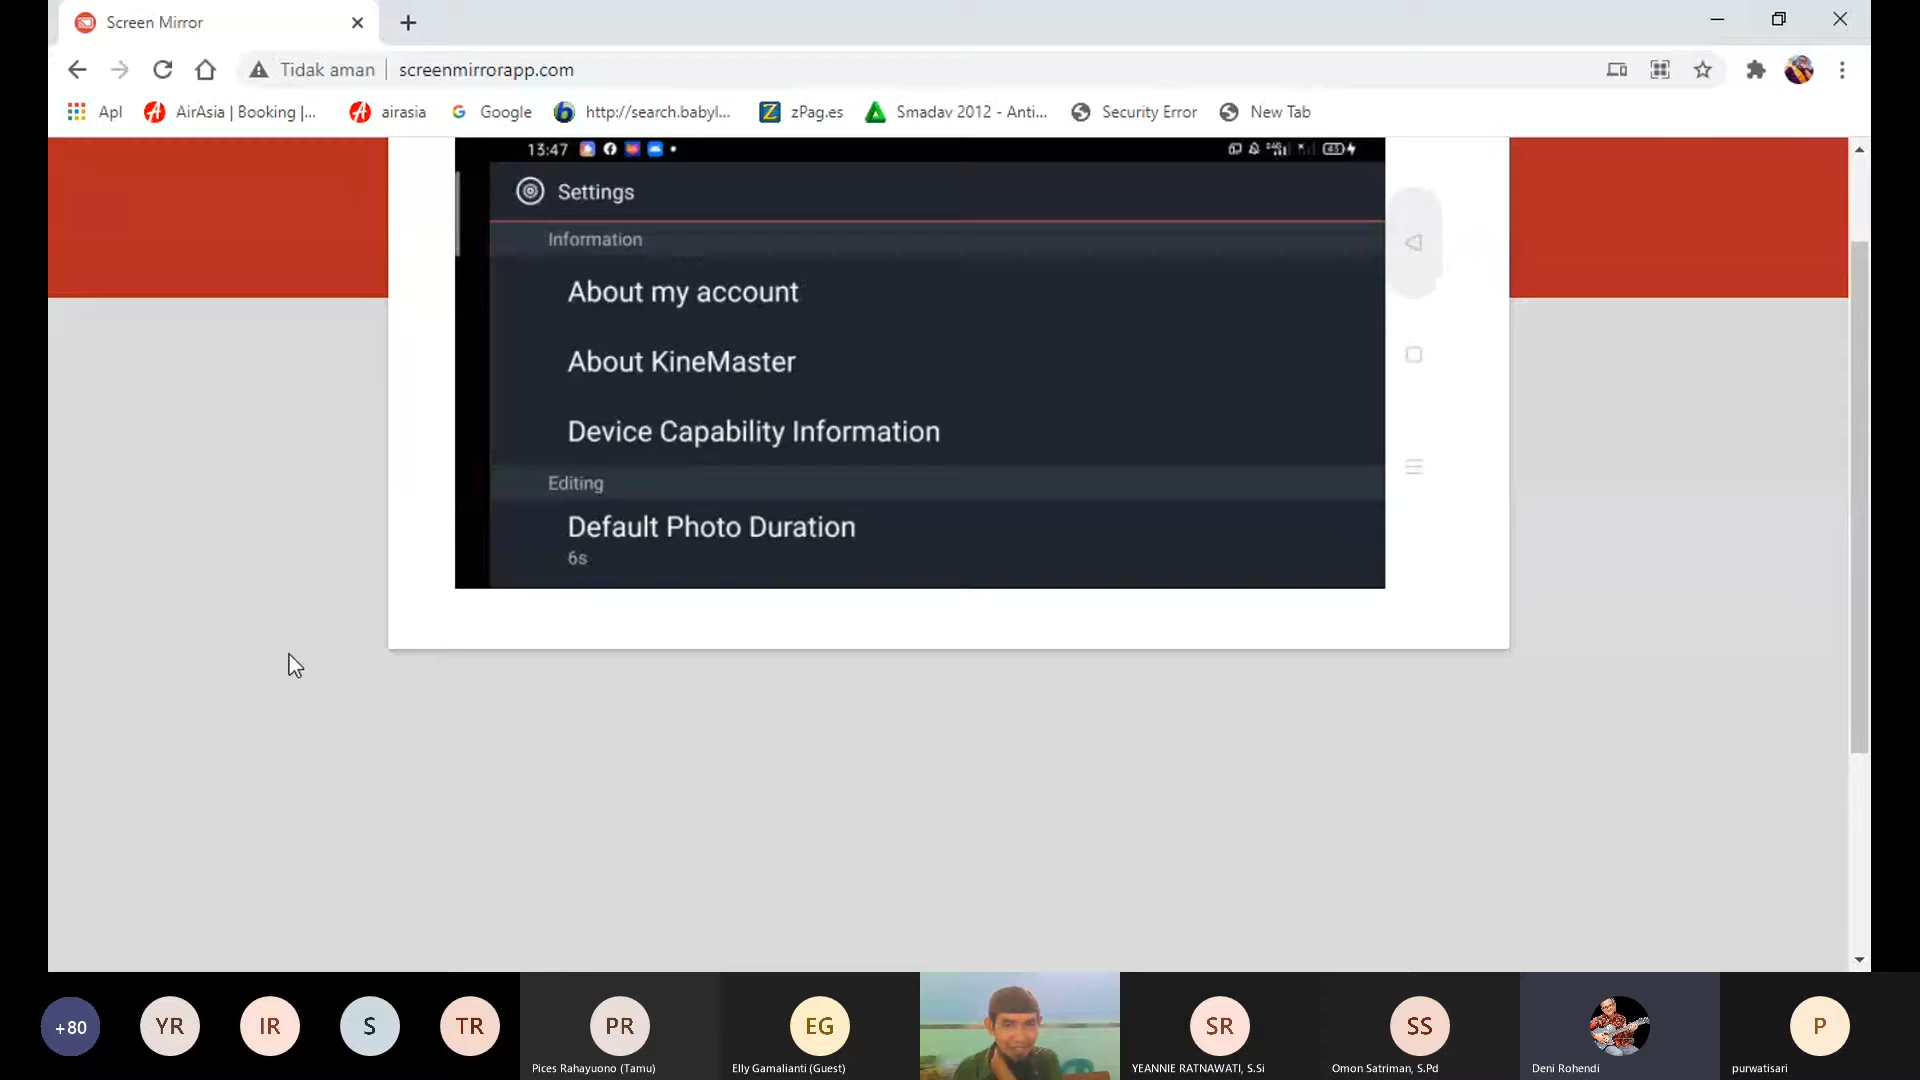 Screen Mirror
Tidak aman
screenmirrorapp.com
Apl
AirAsia | Booking |...
airasia
Google
http://search.babyl...
zPag.es
Smadav 2012 - Anti...
Security Error
New Tab
13:47
Settings
Information
About my account
About KineMaster
Device Capability Information
Editing
Default Photo Duration
6s
+80
YR
IR
S
TR
PR
EG
SR
SS
P
Pices Rahayuono (Tamu)
Elly Gamalianti (Guest)
YEANNIE RATNAWATI, S.Si
Omon Satriman, S.Pd
Deni Rohendi
purwatisari